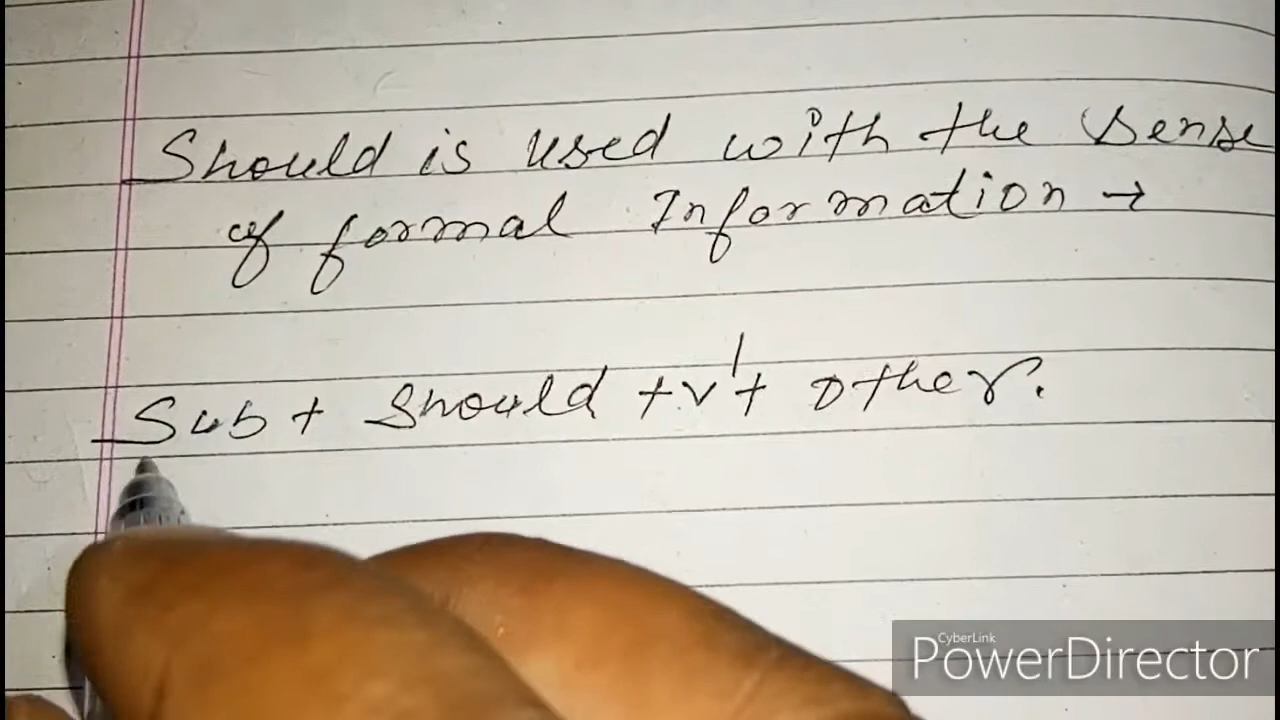 Should is used with the sense
of formal Information →
Sub + should + v¹ + other.
CyberLink
PowerDirector